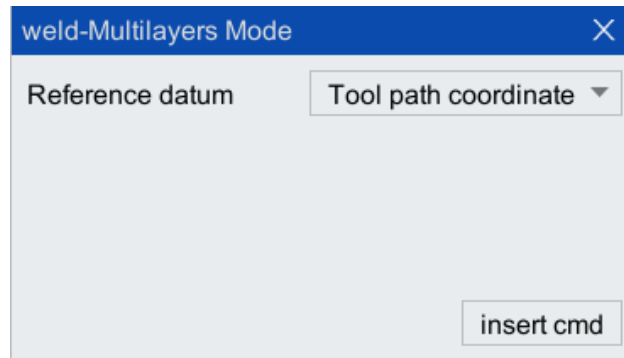 weld-Multilayers Mode
Reference datum Tool path coordinate
insert cmd